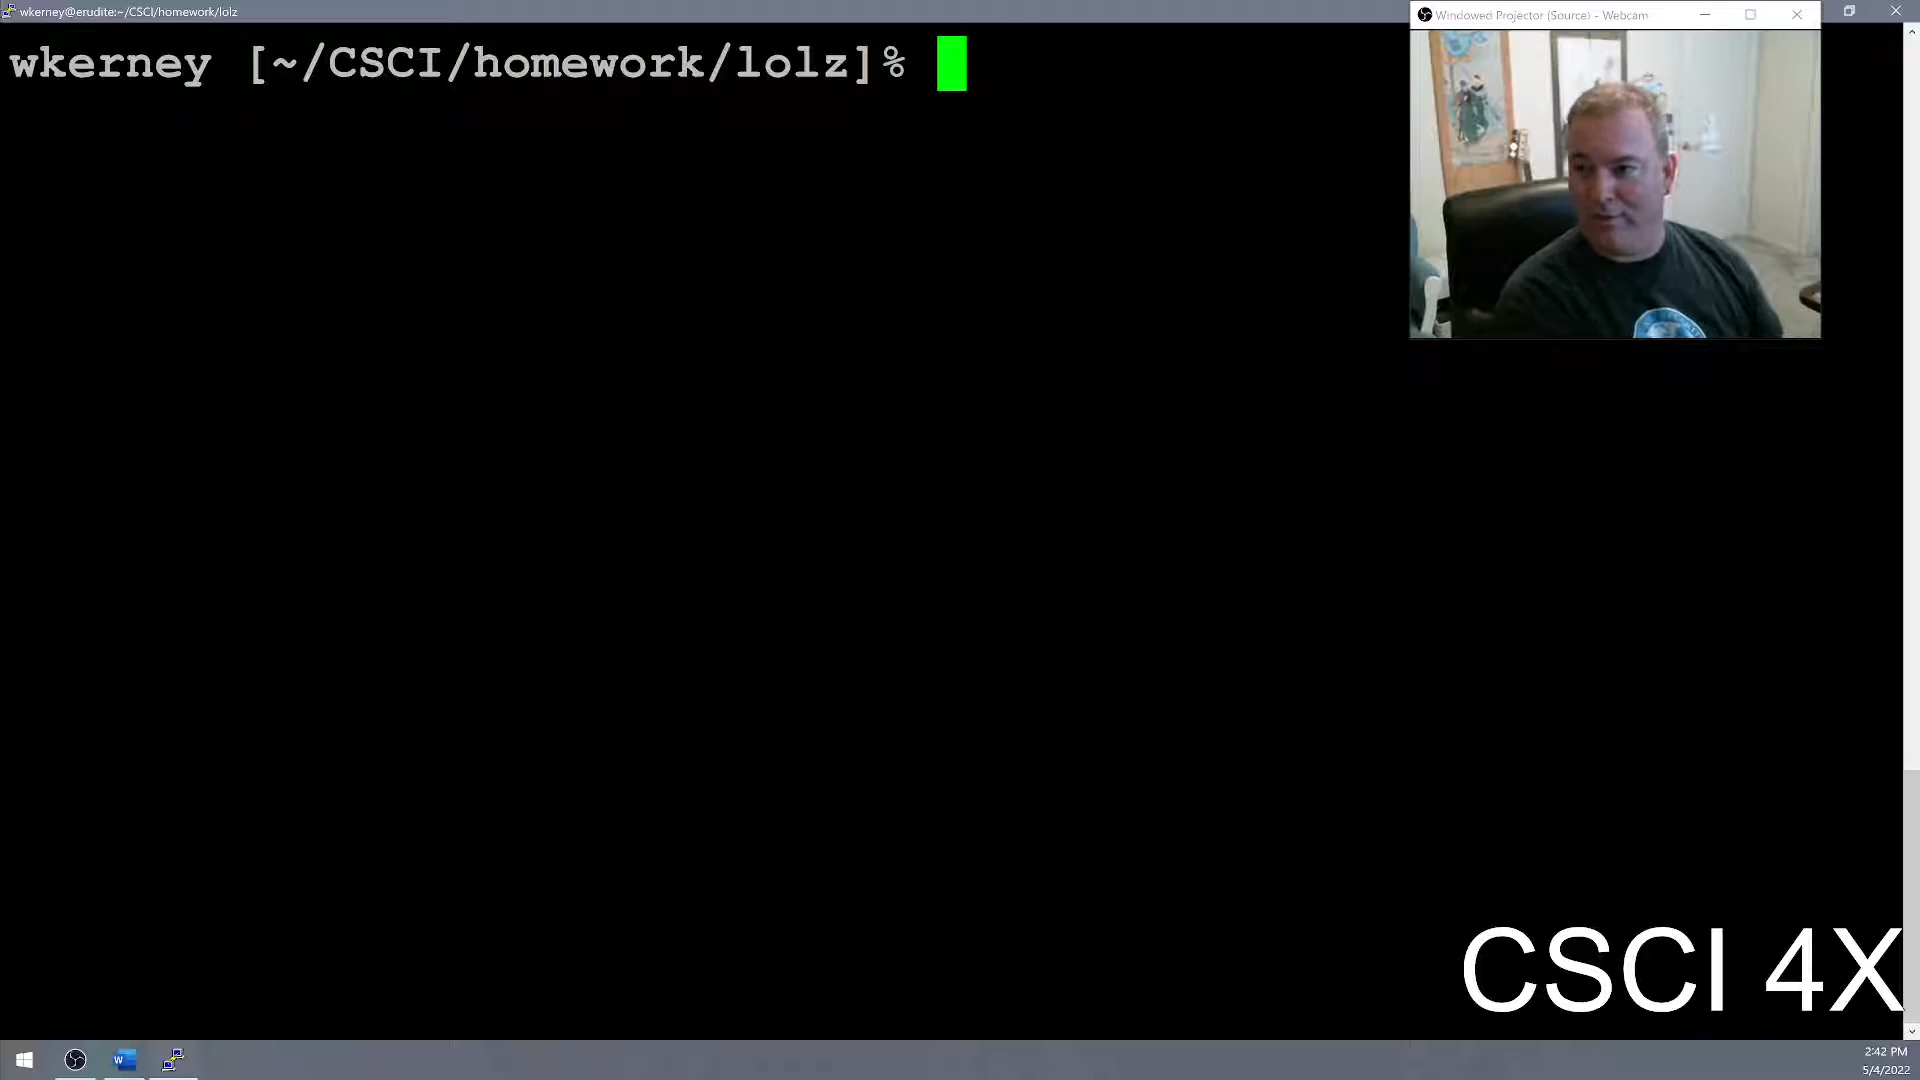 wkerney@erudite:~/CSCI/homework/lolz
Windowed Projector (Source) - Webcam
wkerney [~/CSCI/homework/lolz]%
CSCI 4X
2:42 PM
5/4/2022